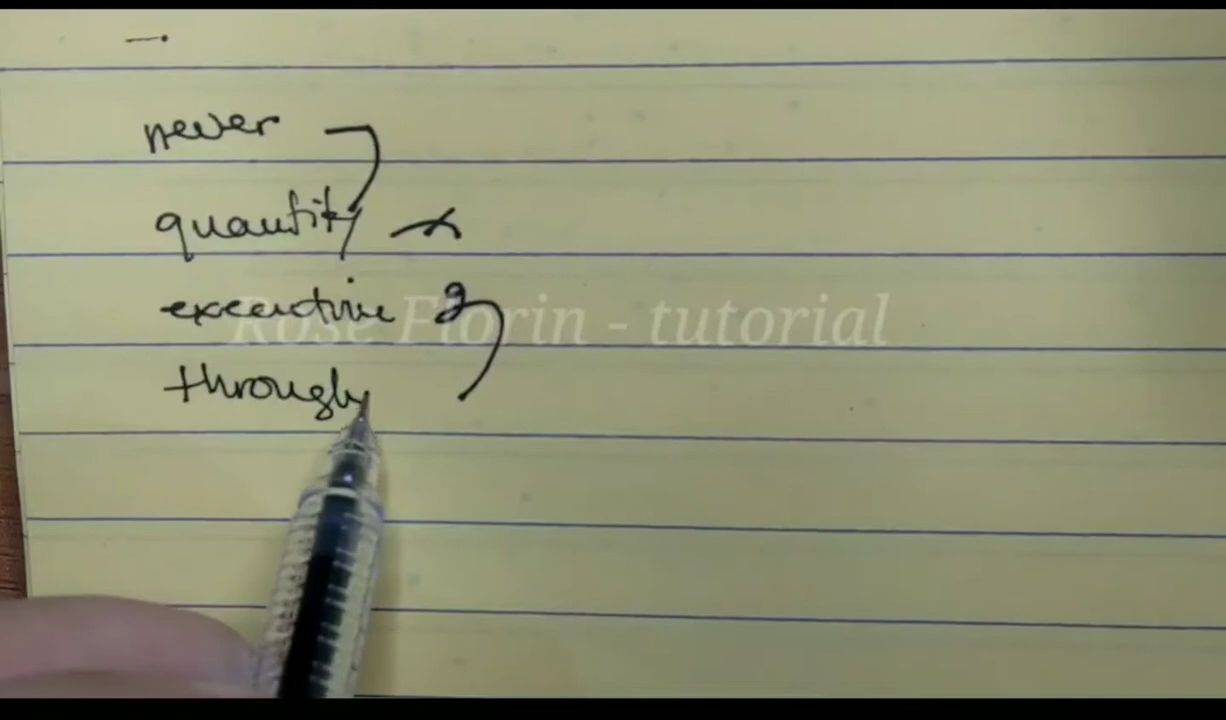 never
quantity
executive
Rose Florin - tutorial
through